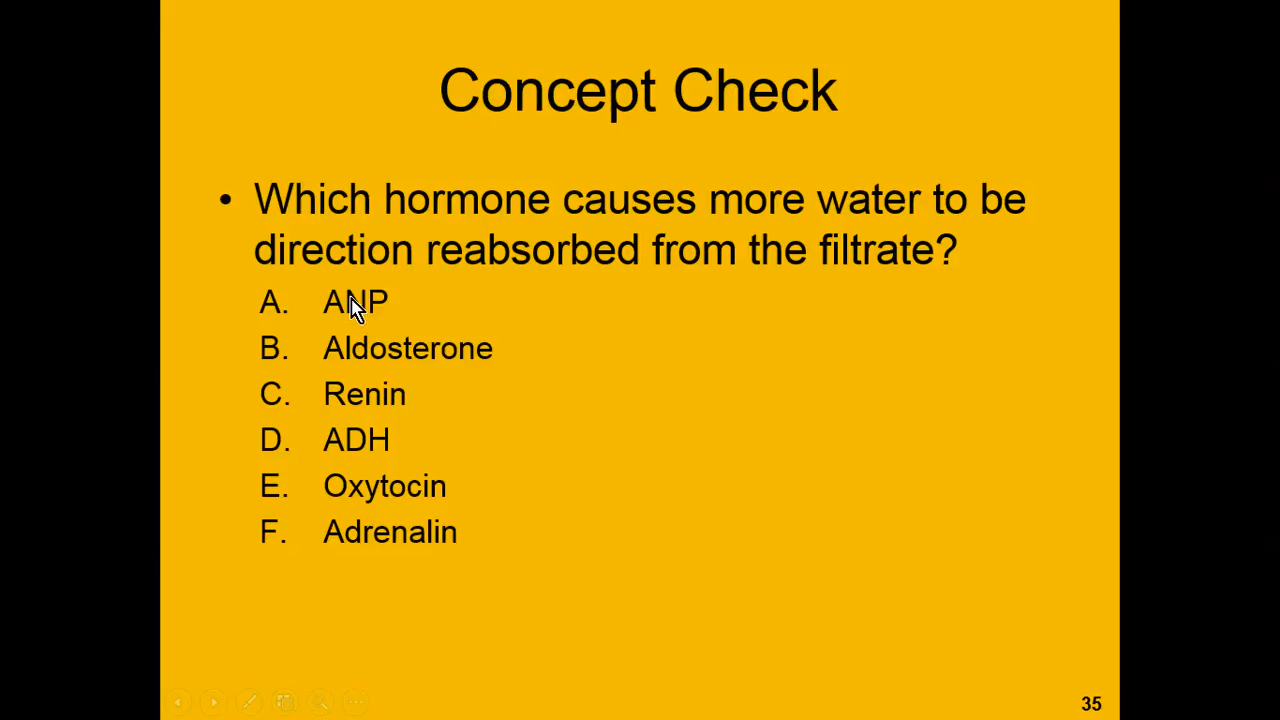 Concept Check
• Which hormone causes more water to be
direction reabsorbed from the filtrate?
A. ANP
B. Aldosterone
C. Renin
D. ADH
E. Oxytocin
F. Adrenalin
35